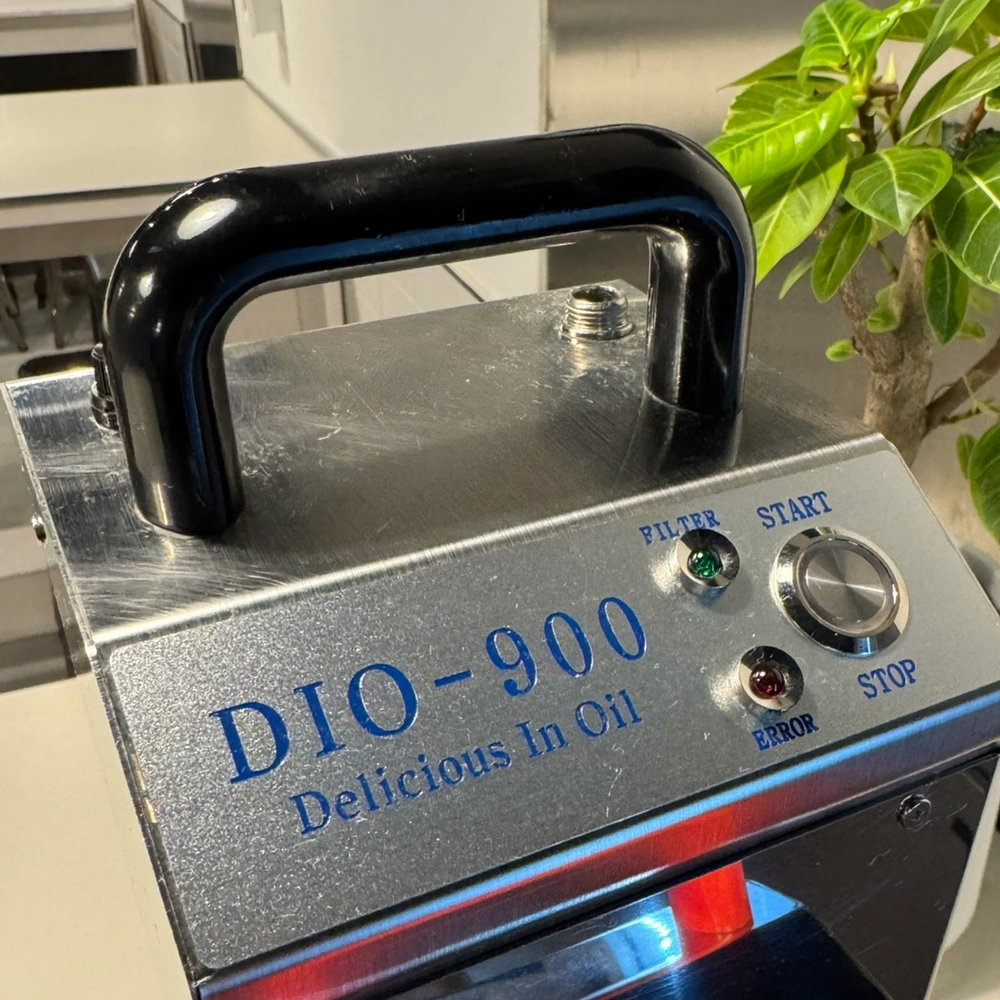 FILTER
START
DIO-900
Delicious In Oil
ERROR
STOP